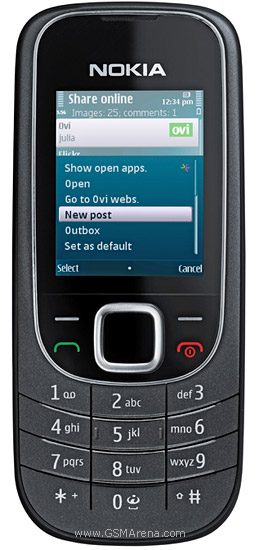 NOKIA
Share online
12:34 pm
Images: 25; comments: 1
Ovi
ovi
julia
Flickr
Show open apps.
Open
Go to Ovi webs.
New post
Outbox
Set as default
Select
Cancel
1
2 abc
def 3
4 ghi
5 jkl
mno 6
7 pqrs
8 tuv
wxyz 9
* +
0
#
www.GSMArena.com